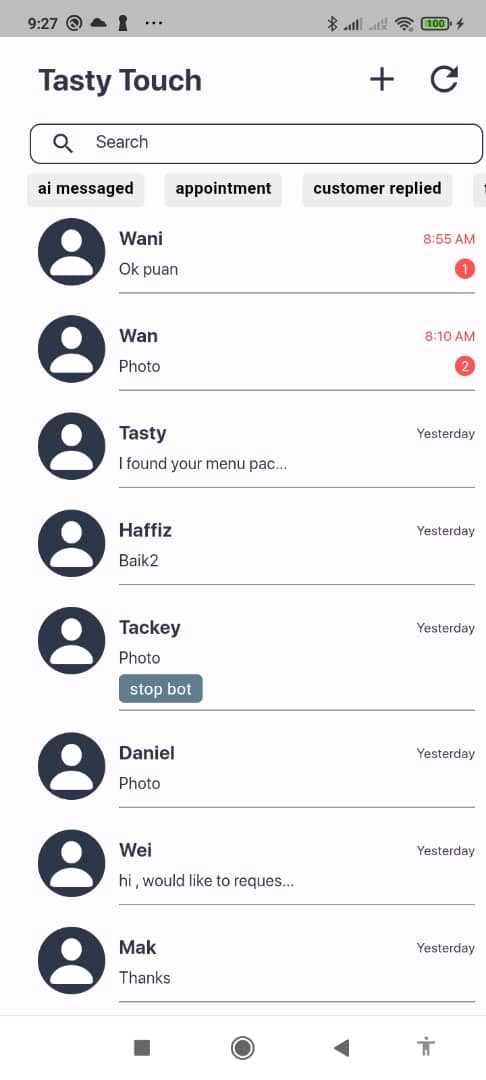 9:27
100
Tasty Touch
Search
ai messaged appointment customer replied
Wani 8:55 AM
Ok puan 1
Wan 8:10 AM
Photo 2
Tasty Yesterday
I found your menu pac...
Haffiz Yesterday
Baik2
Tackey Yesterday
Photo
stop bot
Daniel Yesterday
Photo
Wei Yesterday
hi , would like to reques...
Mak Yesterday
Thanks